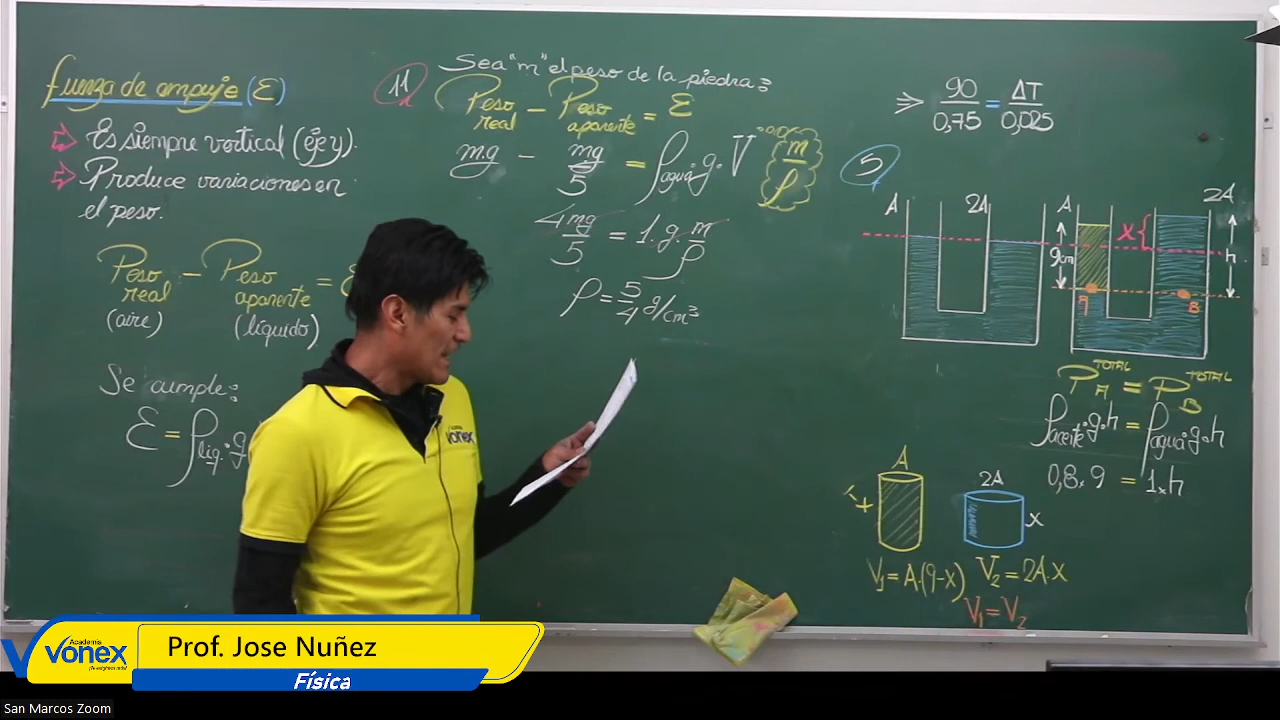 fuerza de empuje (E)
Es siempre vertical (eje y).
Produce variaciones en
el peso.
Peso real - Peso aparente =
(aire) (líquido)
Se cumple:
E = ρliq. g
11 Sea "m" el peso de la piedra:
Peso real - Peso aparente = E
mg - mg/5 = ρagua . g . V m/ρ
4mg/5 = 1. g. m/ρ
ρ = 5/4 g/cm³
⇒ 90/0,75 = ΔT/0,025
5
A 2A A 2A
x
9cm h
A B
P A TOTAL = P B TOTAL
ρaceite . g . h = ρagua . g . h
0,8 . 9 = 1 x h
A 2A
x
V₁ = A.(9-x) V₂ = 2A.x
V₁ = V₂
Academia
vonex
Prof. Jose Nuñez
Física
San Marcos Zoom